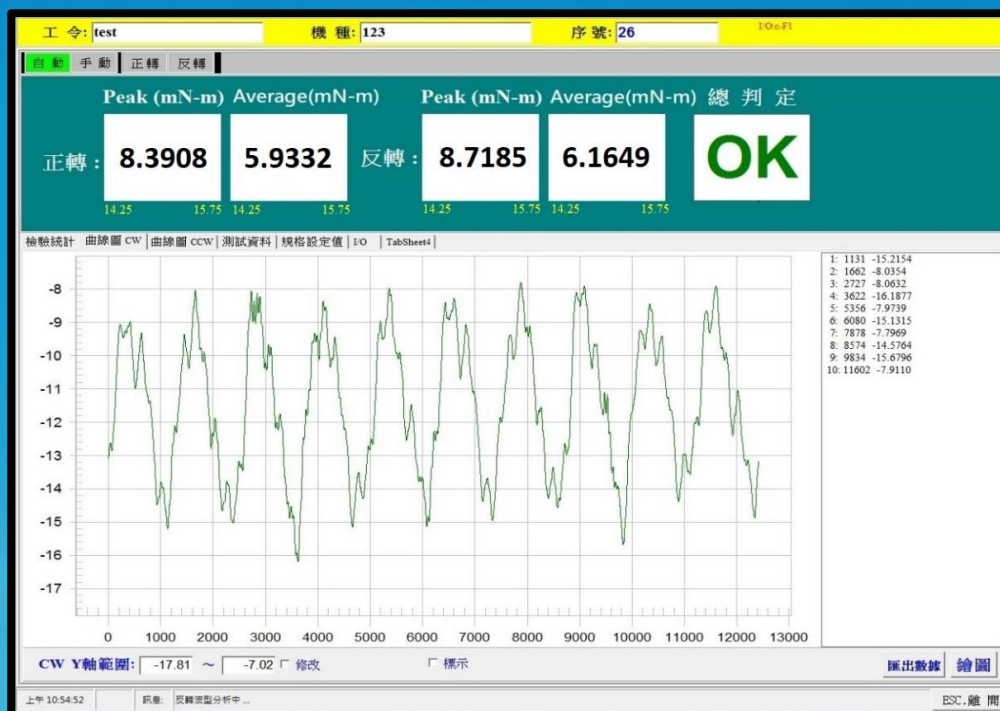 工 令: test 機 種: 123 序 號: 26 I/O:c-F1
自 動 手 動 正 轉 反 轉
Peak (mN-m) Average(mN-m) Peak (mN-m) Average(mN-m) 總 判 定
正轉 : 8.3908 5.9332 反轉 : 8.7185 6.1649 OK
14.25 15.75 14.25 15.75 14.25 15.75 14.25 15.75
檢驗統計 曲線圖 CW 曲線圖 CCW 測試資料 規格設定值 I/O TabSheet4
1: 1131 -15.2154
2: 1662 -8.0354
3: 2727 -8.0632
4: 3622 -16.1877
5: 5356 -7.9739
6: 6080 -15.1315
7: 7878 -7.7969
8: 8574 -14.5764
9: 9834 -15.6796
10: 11602 -7.9110
-8
-9
-10
-11
-12
-13
-14
-15
-16
-17
0 1000 2000 3000 4000 5000 6000 7000 8000 9000 10000 11000 12000 13000
CW Y軸範圍: -17.81 ~ -7.02 修改 標示 匯出數據 繪圖
上午 10:54:52 訊息: 反轉波型分析中 ... ESC.離 開